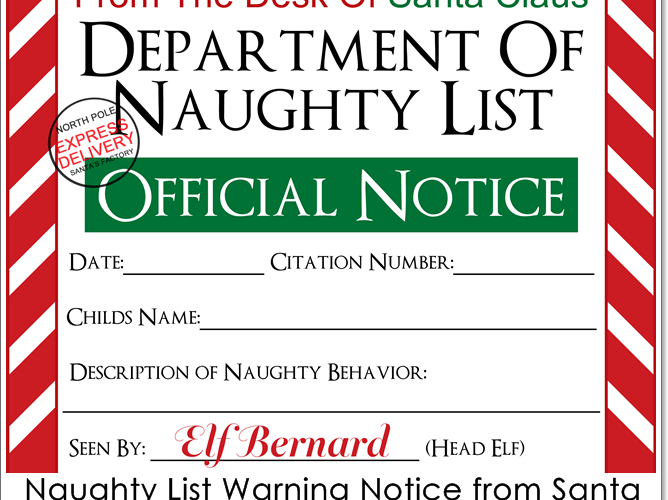 From The Desk Of Santa Claus
DEPARTMENT OF
NAUGHTY LIST
NORTH POLE
EXPRESS
DELIVERY
SANTA'S FACTORY
OFFICIAL NOTICE
DATE: CITATION NUMBER:
CHILDS NAME:
DESCRIPTION OF NAUGHTY BEHAVIOR:
SEEN BY: Elf Bernard (HEAD ELF)
Naughty List Warning Notice from Santa